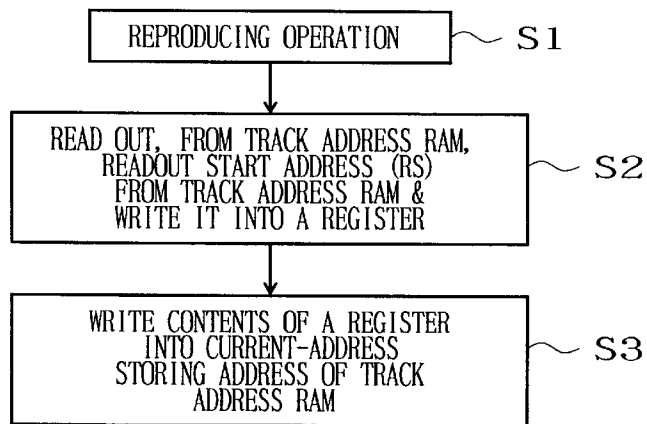 REPRODUCING OPERATION
S1
READ OUT, FROM TRACK ADDRESS RAM,
READOUT START ADDRESS (RS)
FROM TRACK ADDRESS RAM &
WRITE IT INTO A REGISTER
S2
WRITE CONTENTS OF A REGISTER
INTO CURRENT-ADDRESS
STORING ADDRESS OF TRACK
ADDRESS RAM
S3